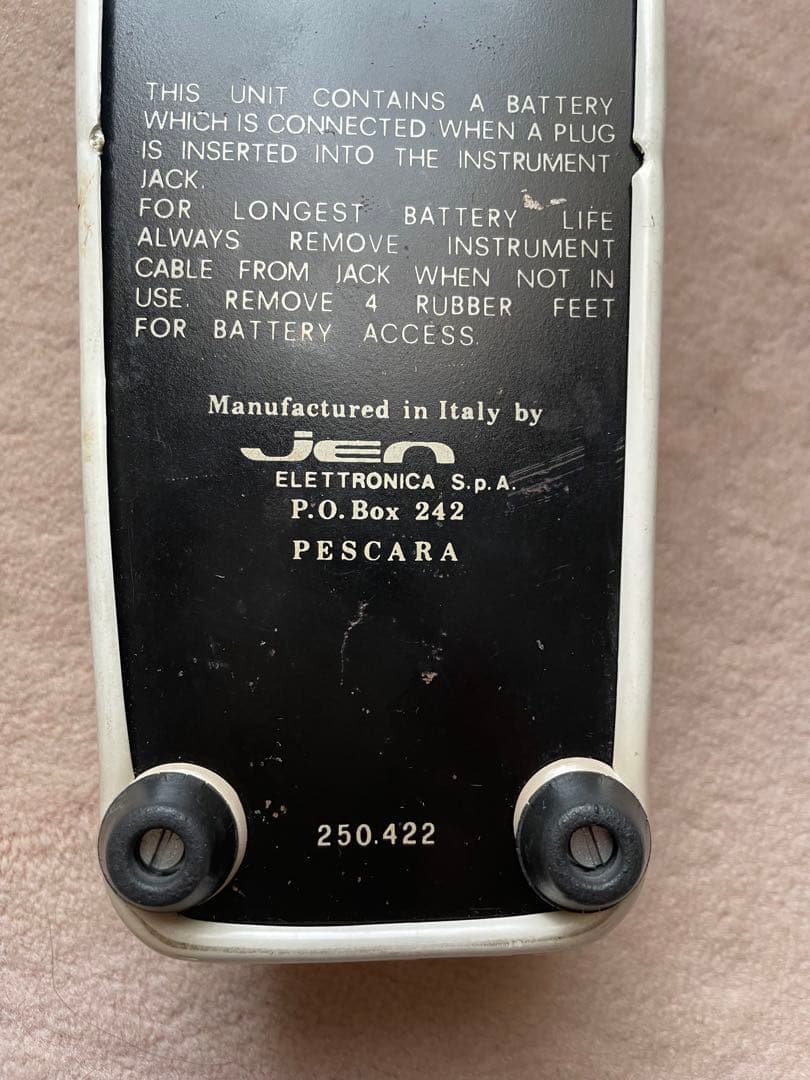 THIS UNIT CONTAINS A BATTERY
WHICH IS CONNECTED WHEN A PLUG
IS INSERTED INTO THE INSTRUMENT
JACK.
FOR LONGEST BATTERY LIFE
ALWAYS REMOVE INSTRUMENT
CABLE FROM JACK WHEN NOT IN
USE. REMOVE 4 RUBBER FEET
FOR BATTERY ACCESS.
Manufactured in Italy by
Jen
ELETTRONICA S.p.A.
P.O. Box 242
PESCARA
250.422